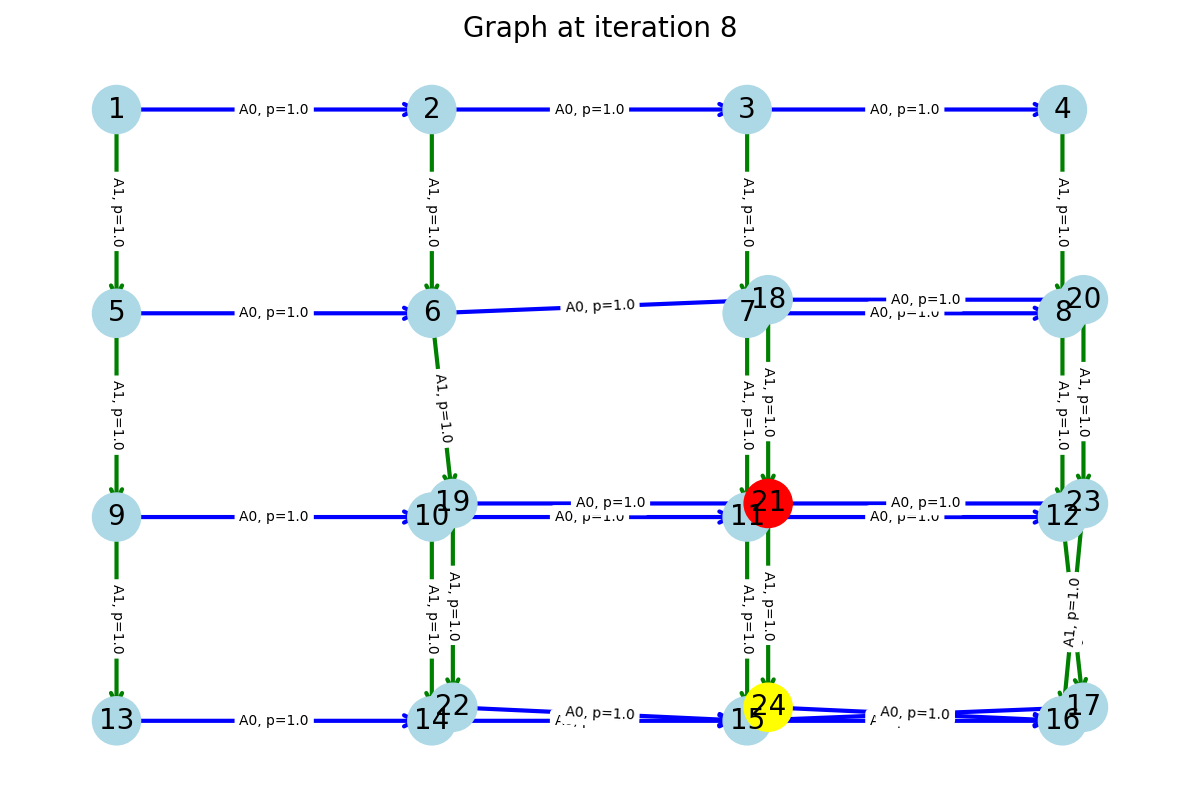 Graph at iteration 8
1
A0, p=1.0
2
A0, p=1.0
3
A0, p=1.0
4
A1, p=1.0
A1, p=1.0
A1, p=1.0
A1, p=1.0
5
A0, p=1.0
6
A0, p=1.0
7
18
A0, p=1.0
A0, p=1.0
8
20
A1, p=1.0
A1, p=1.0
A1, p=1.0
A1, p=1.0
A1, p=1.0
A1, p=1.0
9
A0, p=1.0
10
19
A0, p=1.0
A0, p=1.0
11
21
A0, p=1.0
A0, p=1.0
12
23
A1, p=1.0
A1, p=1.0
A1, p=1.0
A1, p=1.0
A1, p=1.0
A1, p=1.0
13
A0, p=1.0
14
22
A0, p=1.0
15
24
A0, p=1.0
16
17